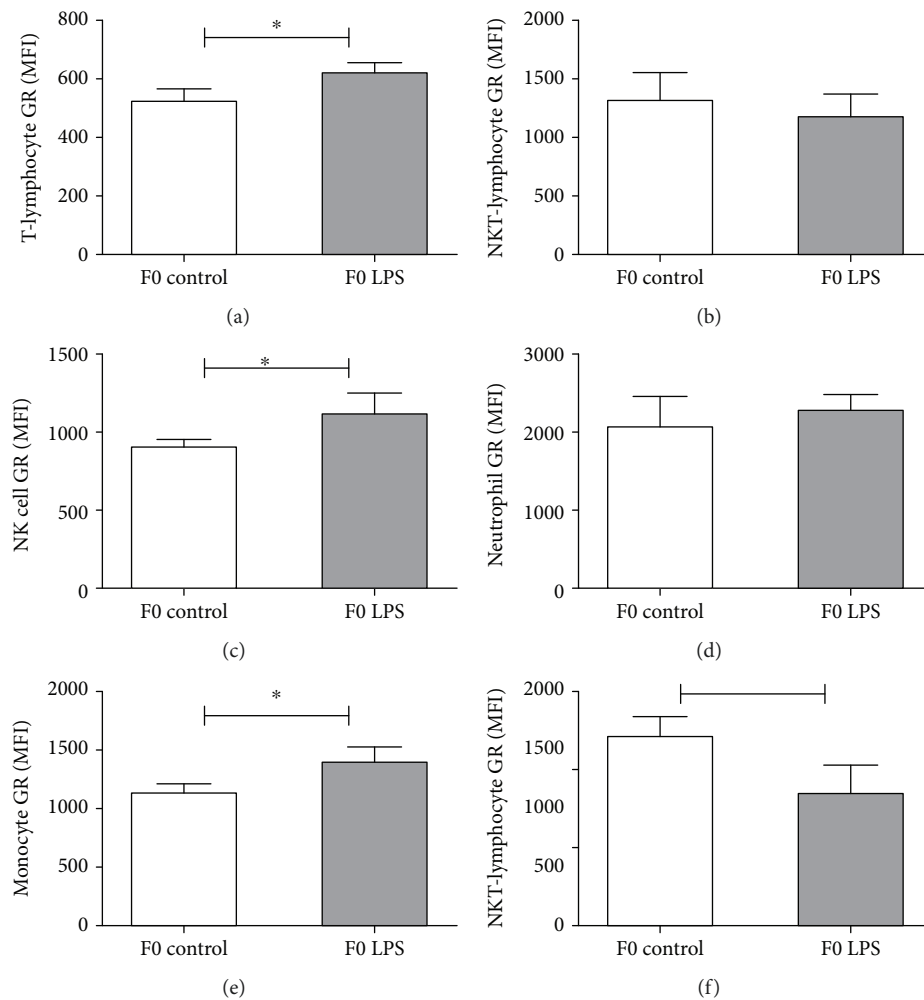 T-lymphocyte GR (MFI)
800
600
400
200
0
*
F0 control F0 LPS
(a)
NKT-lymphocyte GR (MFI)
2000
1500
1000
500
0
F0 control F0 LPS
(b)
NK cell GR (MFI)
1500
1000
500
0
*
F0 control F0 LPS
(c)
Neutrophil GR (MFI)
3000
2000
1000
0
F0 control F0 LPS
(d)
Monocyte GR (MFI)
2000
1500
1000
500
0
*
F0 control F0 LPS
(e)
NKT-lymphocyte GR (MFI)
2000
1500
1000
500
0
F0 control F0 LPS
(f)